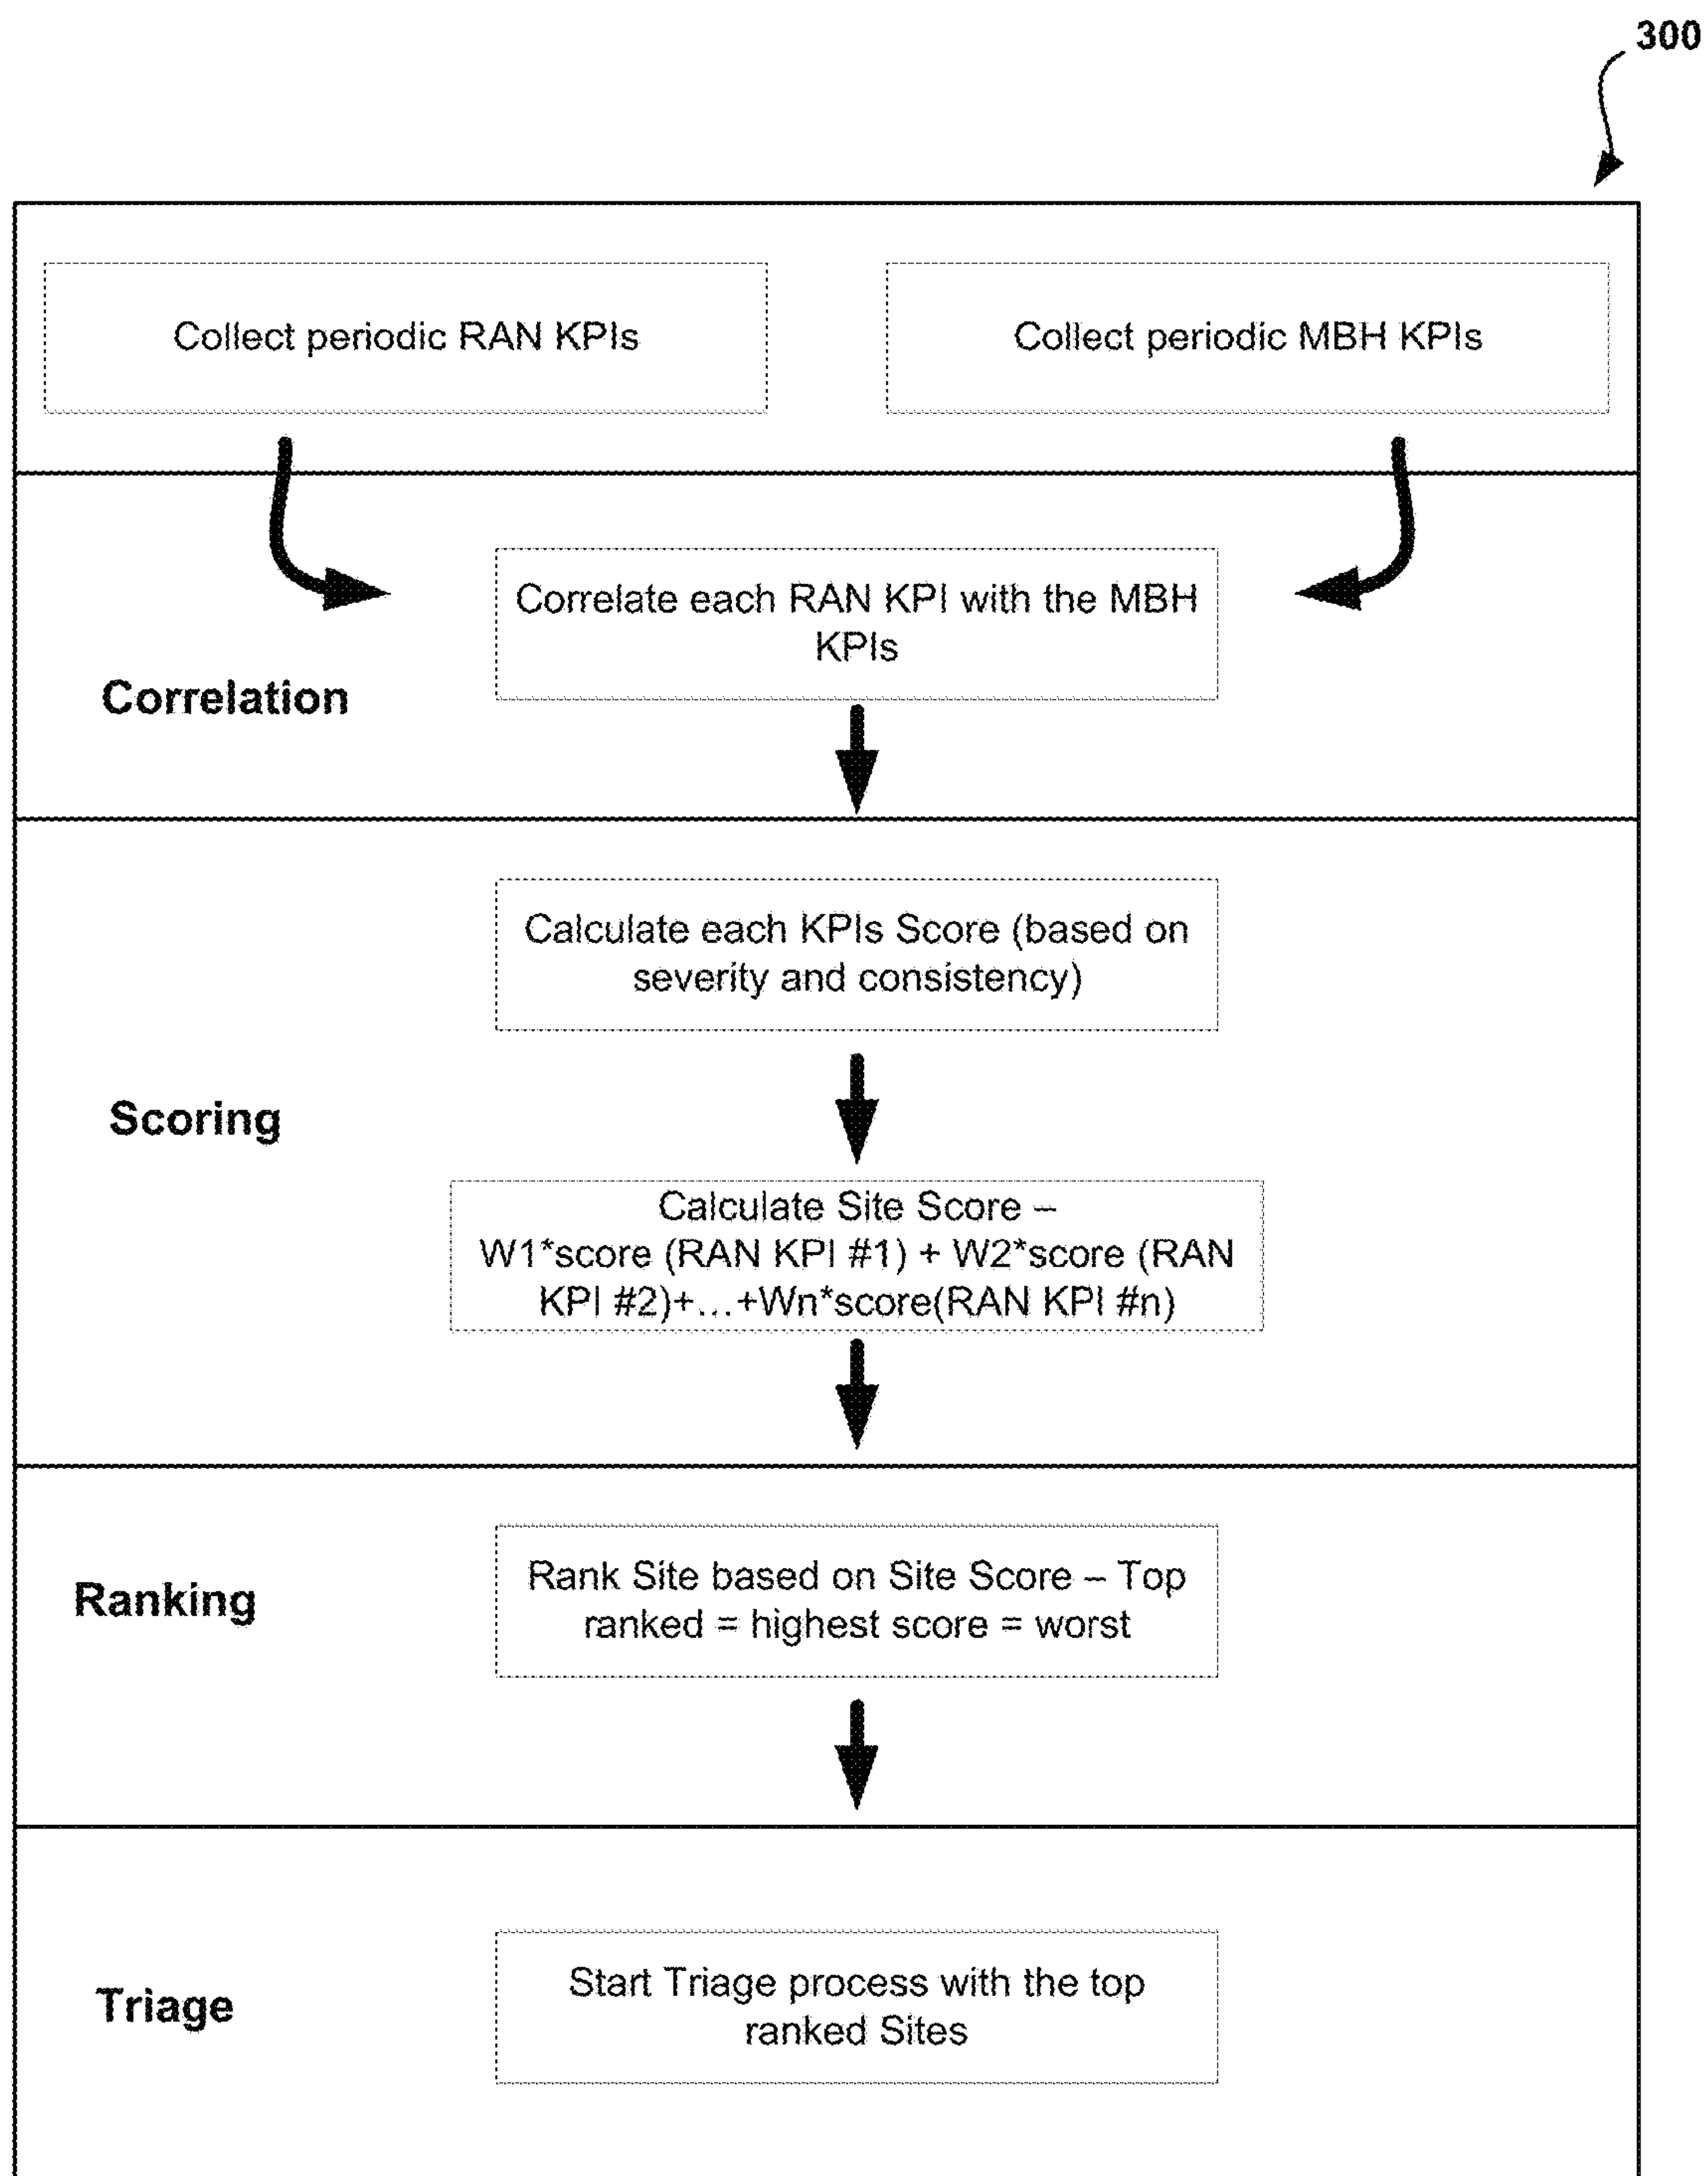 300
Collect periodic RAN KPIs
Collect periodic MBH KPIs
Correlate each RAN KPI with the MBH
KPIs
Correlation
Calculate each KPIs Score (based on
severity and consistency)
Scoring
Calculate Site Score –
W1*score (RAN KPI #1) + W2*score (RAN
KPI #2)+...+Wn*score(RAN KPI #n)
Ranking
Rank Site based on Site Score – Top
ranked = highest score = worst
Triage
Start Triage process with the top
ranked Sites